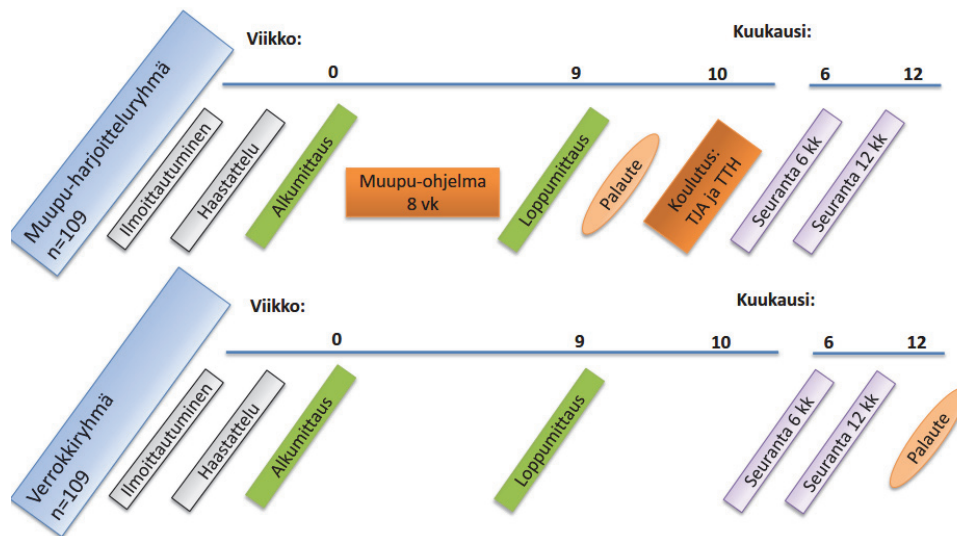 Viikko:
Kuukausi:
0
9
10
6
12
Muupu-harjoitteluryhmä
n=109
Ilmoittautuminen
Haastattelu
Alkumittaus
Muupu-ohjelma
8 vk
Loppumittaus
Palaute
Koulutus:
TJA ja TTH
Seuranta 6 kk
Seuranta 12 kk
Viikko:
Kuukausi:
0
9
10
6
12
Verrokkiryhmä
n=109
Ilmoittautuminen
Haastattelu
Alkumittaus
Loppumittaus
Seuranta 6 kk
Seuranta 12 kk
Palaute